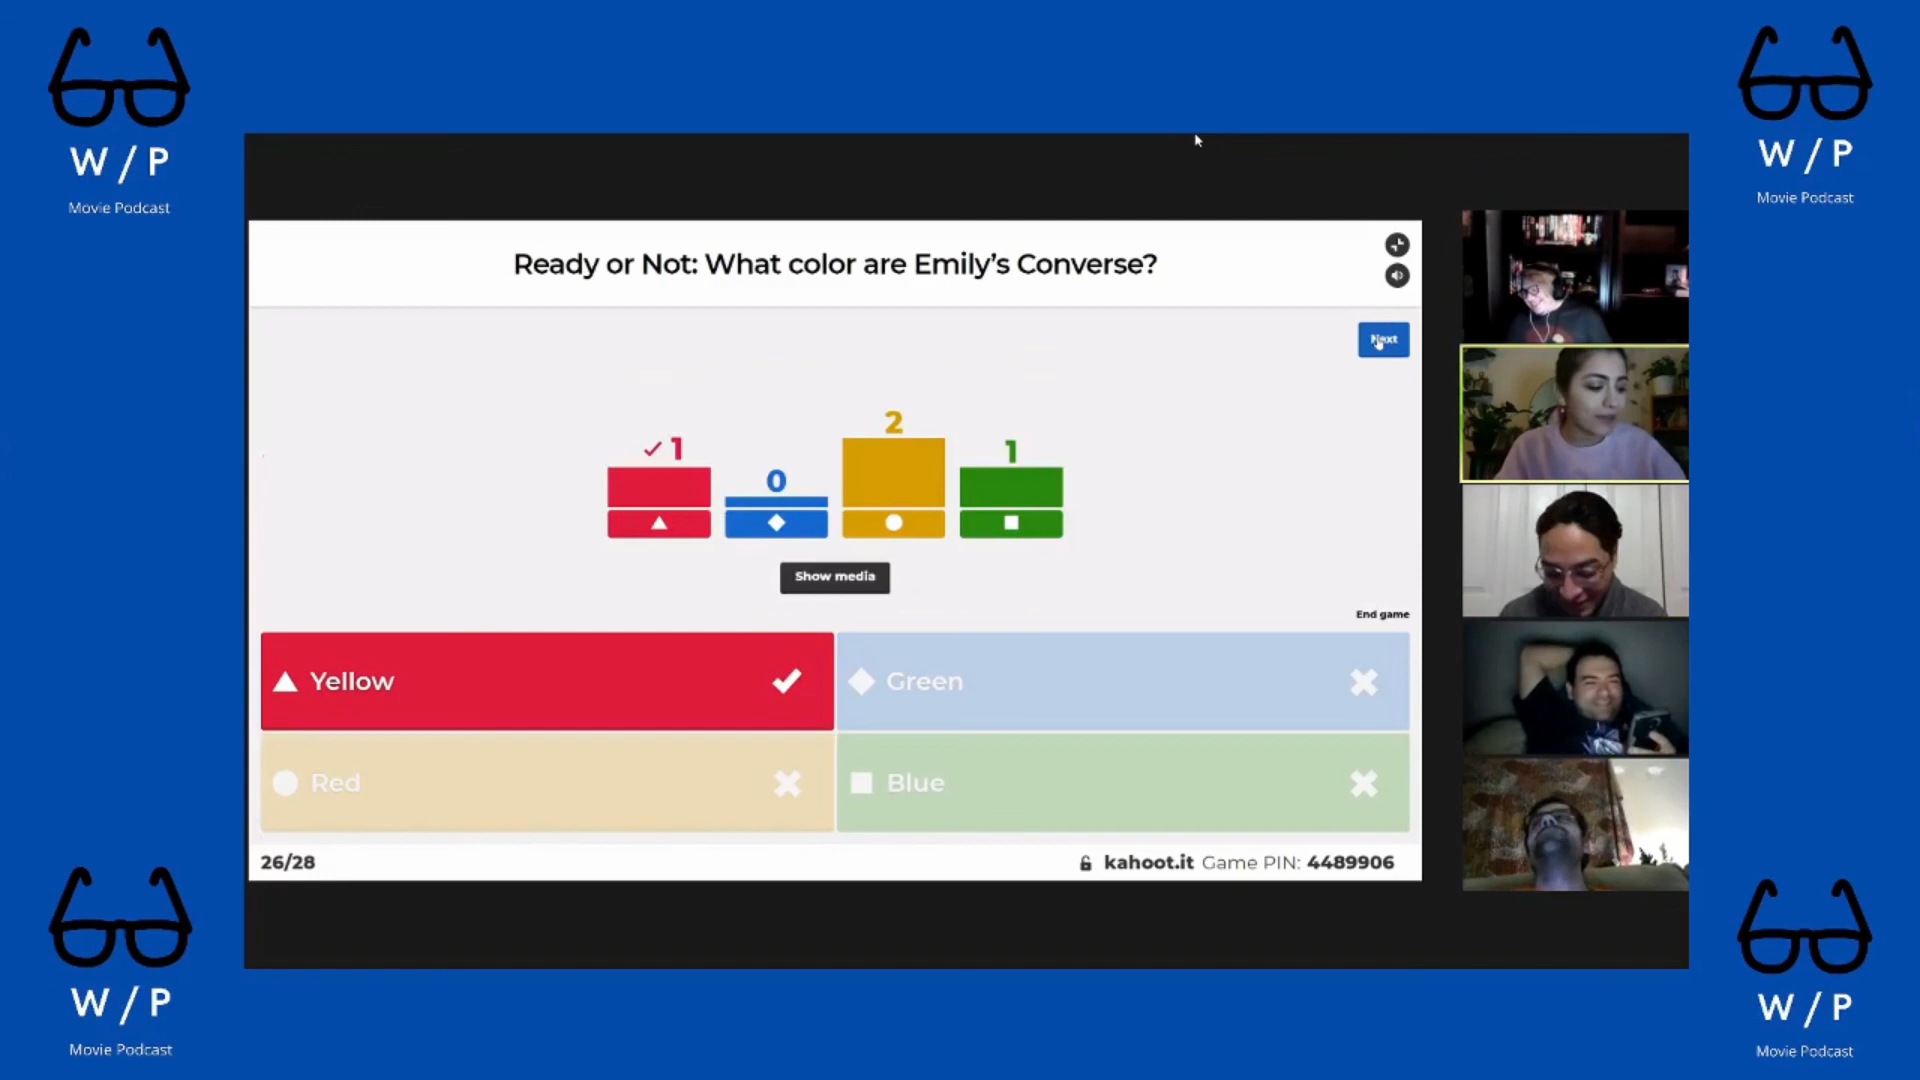 W / P
Movie Podcast
W / P
Movie Podcast
Ready or Not: What color are Emily's Converse?
Next
1
0
2
1
Show media
End game
Yellow
Green
Red
Blue
26/28
kahoot.it Game PIN: 4489906
W / P
Movie Podcast
W / P
Movie Podcast